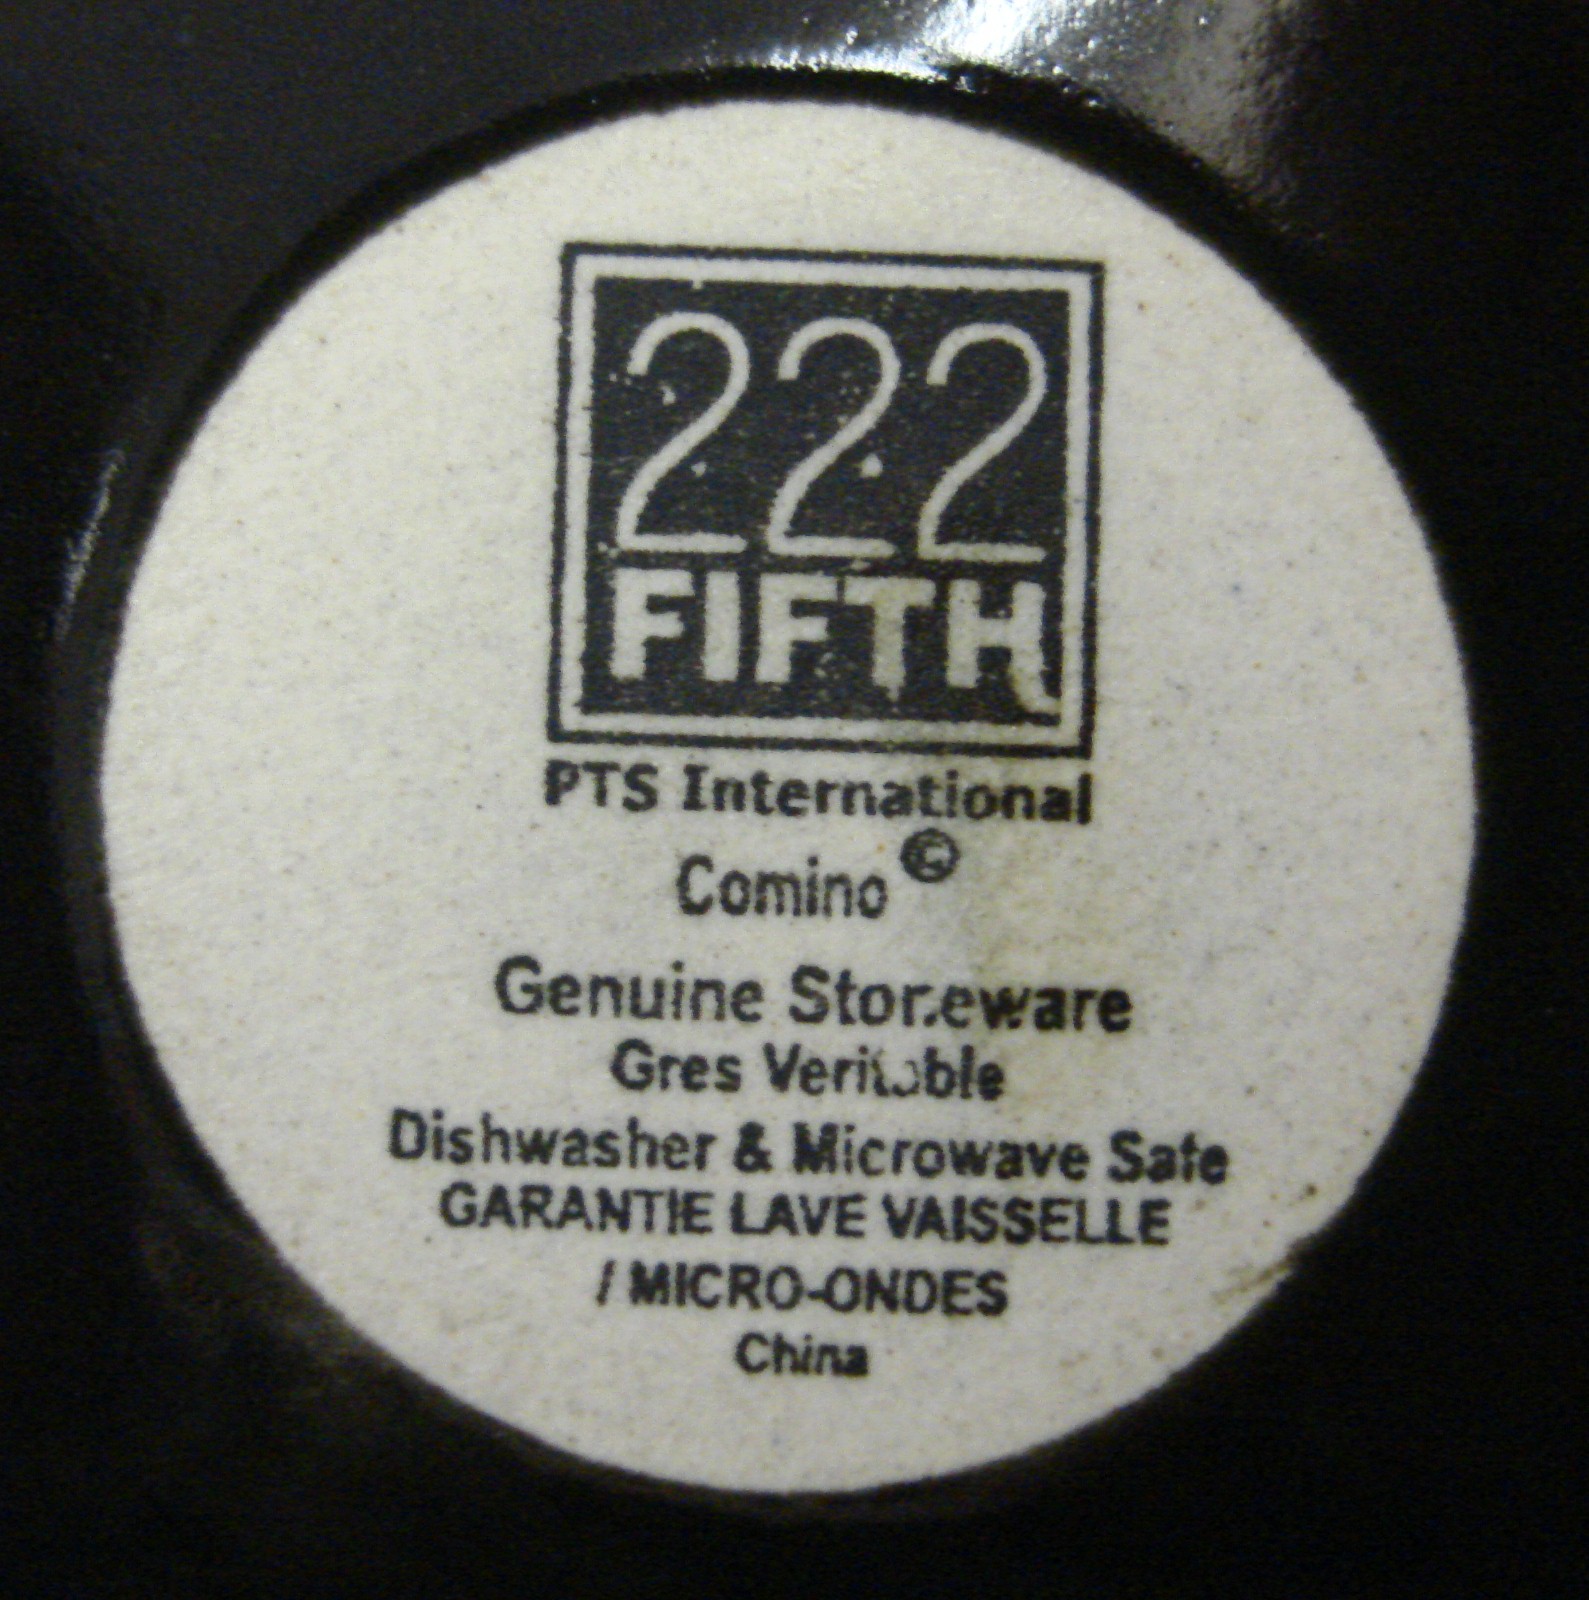 222
FIFTH
PTS International
Comino ©
Genuine Stoneware
Gres Veritable
Dishwasher & Microwave Safe
GARANTIE LAVE VAISSELLE
/ MICRO-ONDES
China